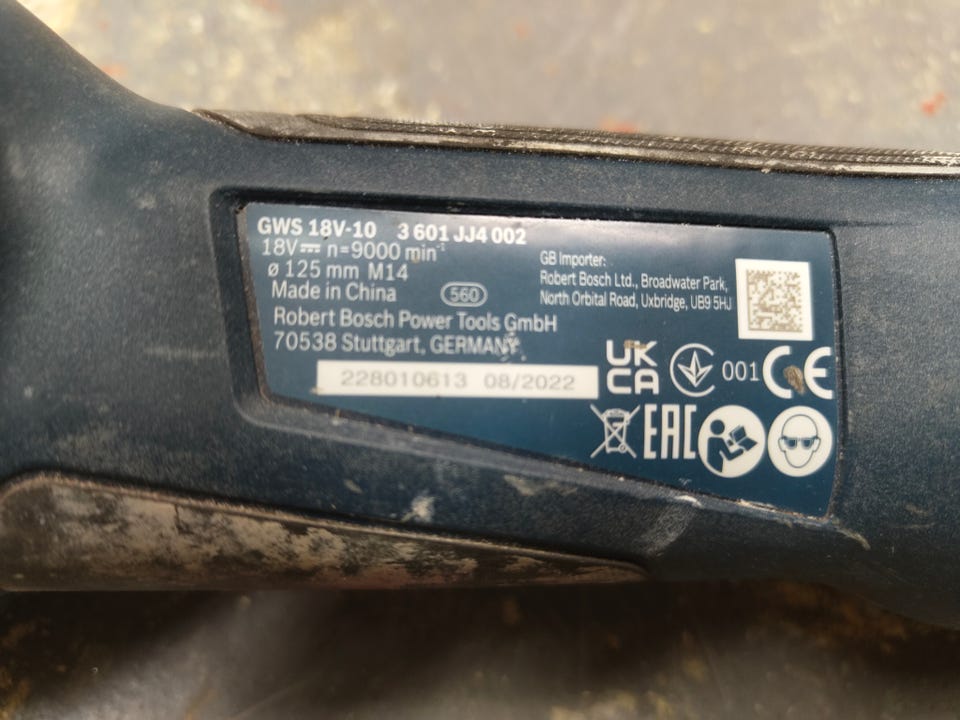 GWS 18V-10 3 601 JJ4 002
18V⎓ n=9000 min⁻¹
ø 125 mm M14
Made in China 560
Robert Bosch Power Tools GmbH
70538 Stuttgart, GERMANY
228010613 08/2022
GB Importer:
Robert Bosch Ltd., Broadwater Park,
North Orbital Road, Uxbridge, UB9 5HJ
UK
CA
001 CE
EAC